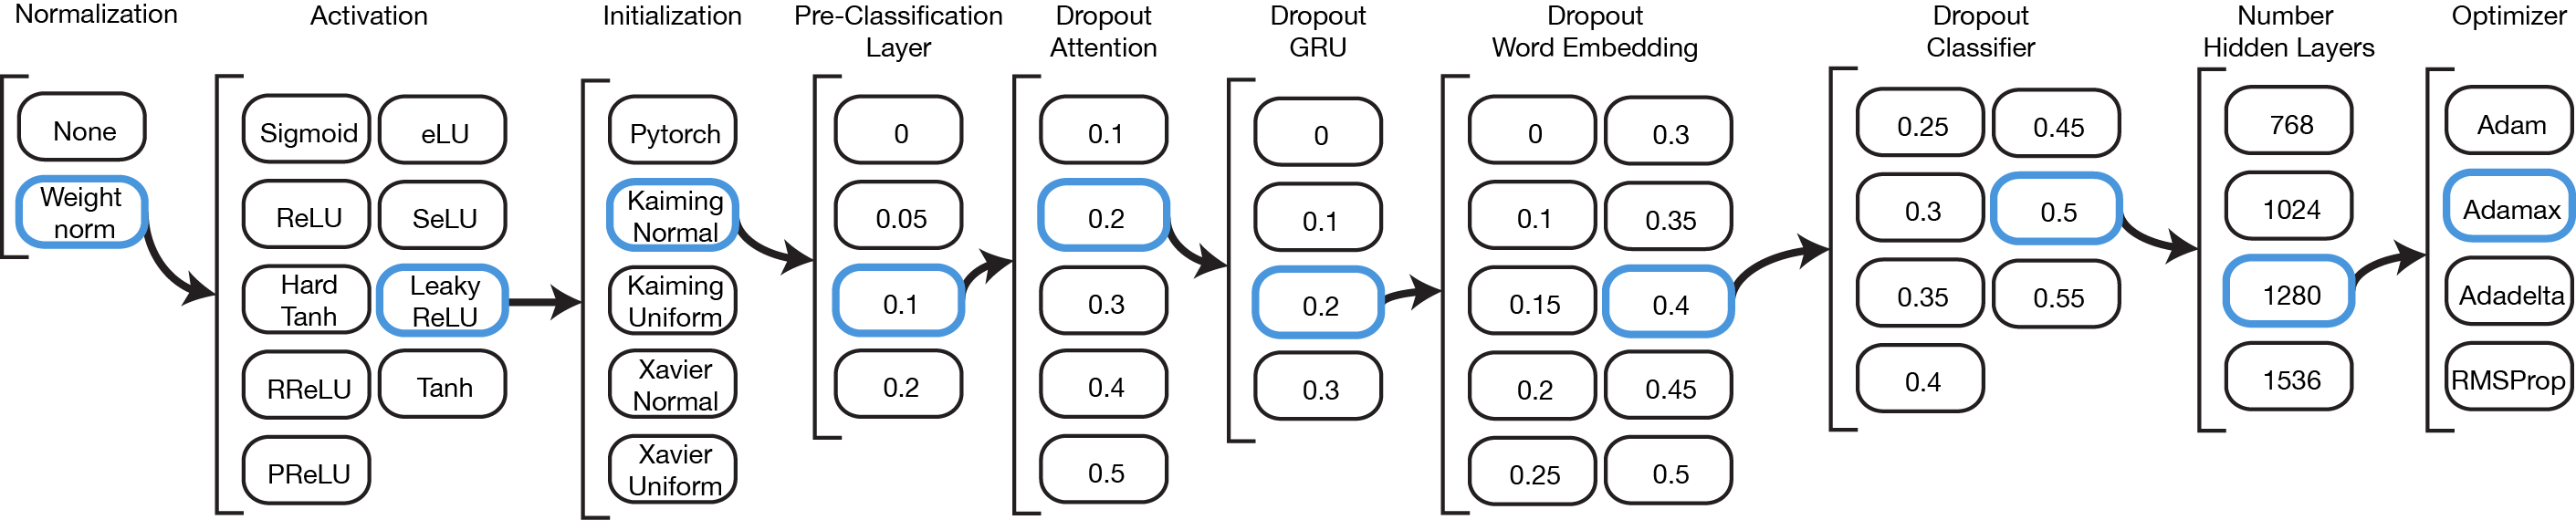 Normalization
None
Weight
norm
Activation
Sigmoid
eLU
ReLU
SeLU
Hard
Tanh
Leaky
ReLU
RReLU
Tanh
PReLU
Initialization
Pytorch
Kaiming
Normal
Kaiming
Uniform
Xavier
Normal
Xavier
Uniform
Pre-Classification
Layer
0
0.05
0.1
0.2
Dropout
Attention
0.1
0.2
0.3
0.4
0.5
Dropout
GRU
0
0.1
0.2
0.3
Dropout
Word Embedding
0
0.3
0.1
0.35
0.15
0.4
0.2
0.45
0.25
0.5
Dropout
Classifier
0.25
0.45
0.3
0.5
0.35
0.55
0.4
Number
Hidden Layers
768
1024
1280
1536
Optimizer
Adam
Adamax
Adadelta
RMSProp